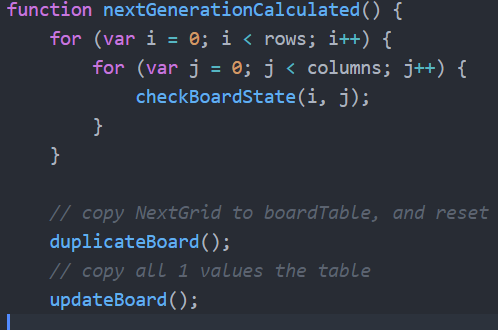 function nextGenerationCalculated() {
for (var i = 0; i < rows; i++) {
for (var j = 0; j < columns; j++) {
checkBoardState(i, j);
}
}
// copy NextGrid to boardTable, and reset
duplicateBoard();
// copy all 1 values the table
updateBoard();